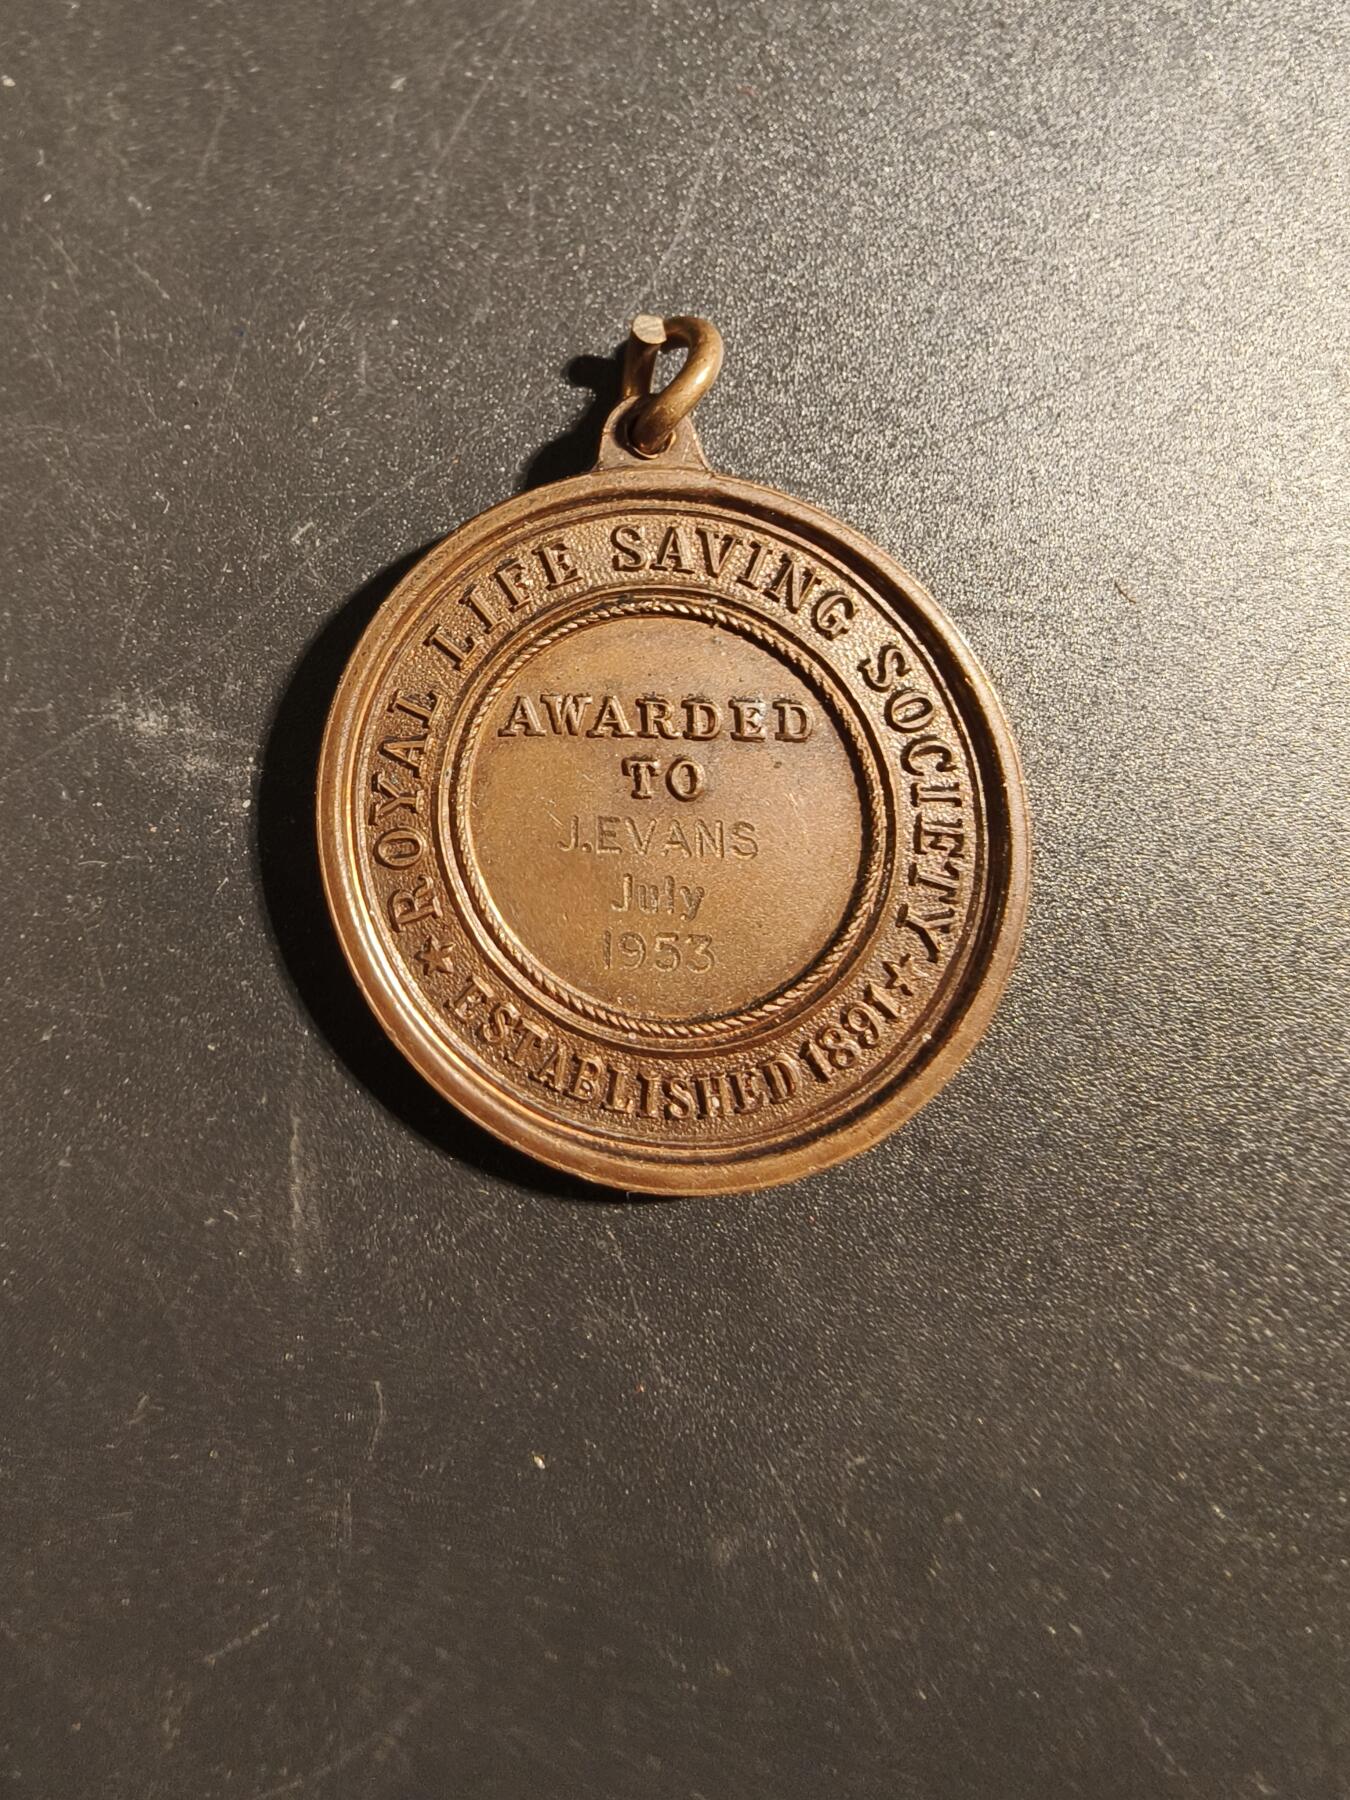 ROYAL LIFE SAVING SOCIETY
AWARDED
TO
J.EVANS
July
1953
★ ESTABLISHED 1891 ★